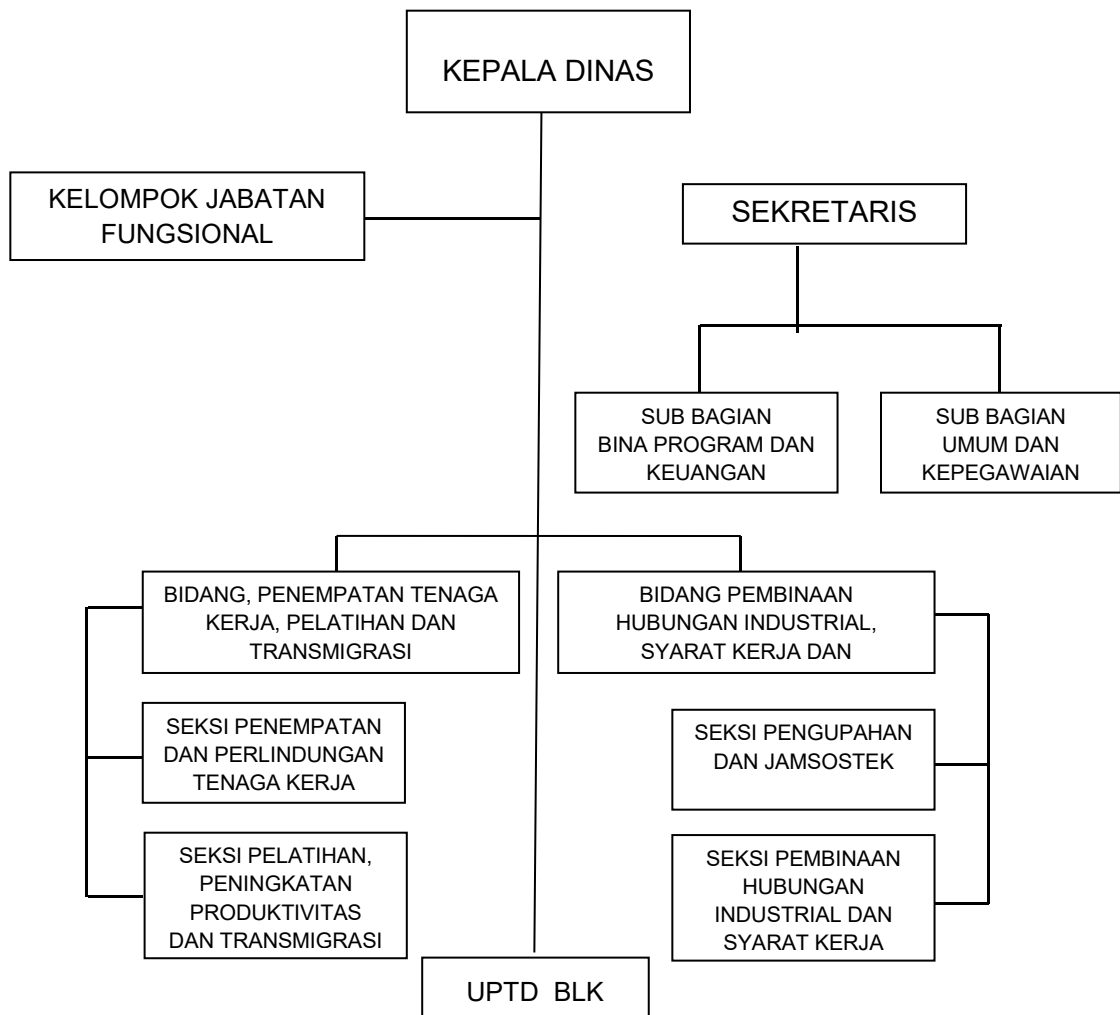 KEPALA DINAS
KELOMPOK JABATAN
FUNGSIONAL
SEKRETARIS
SUB BAGIAN
BINA PROGRAM DAN
KEUANGAN
SUB BAGIAN
UMUM DAN
KEPEGAWAIAN
BIDANG, PENEMPATAN TENAGA
KERJA, PELATIHAN DAN
TRANSMIGRASI
BIDANG PEMBINAAN
HUBUNGAN INDUSTRIAL,
SYARAT KERJA DAN
SEKSI PENEMPATAN
DAN PERLINDUNGAN
TENAGA KERJA
SEKSI PENGUPAHAN
DAN JAMSOSTEK
SEKSI PELATIHAN,
PENINGKATAN
PRODUKTIVITAS
DAN TRANSMIGRASI
SEKSI PEMBINAAN
HUBUNGAN
INDUSTRIAL DAN
SYARAT KERJA
UPTD BLK